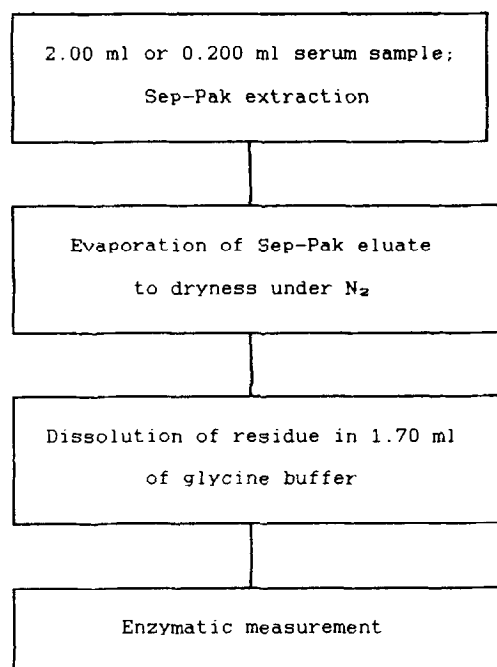 2.00 ml or 0.200 ml serum sample;
Sep-Pak extraction
Evaporation of Sep-Pak eluate
to dryness under N₂
Dissolution of residue in 1.70 ml
of glycine buffer
Enzymatic measurement